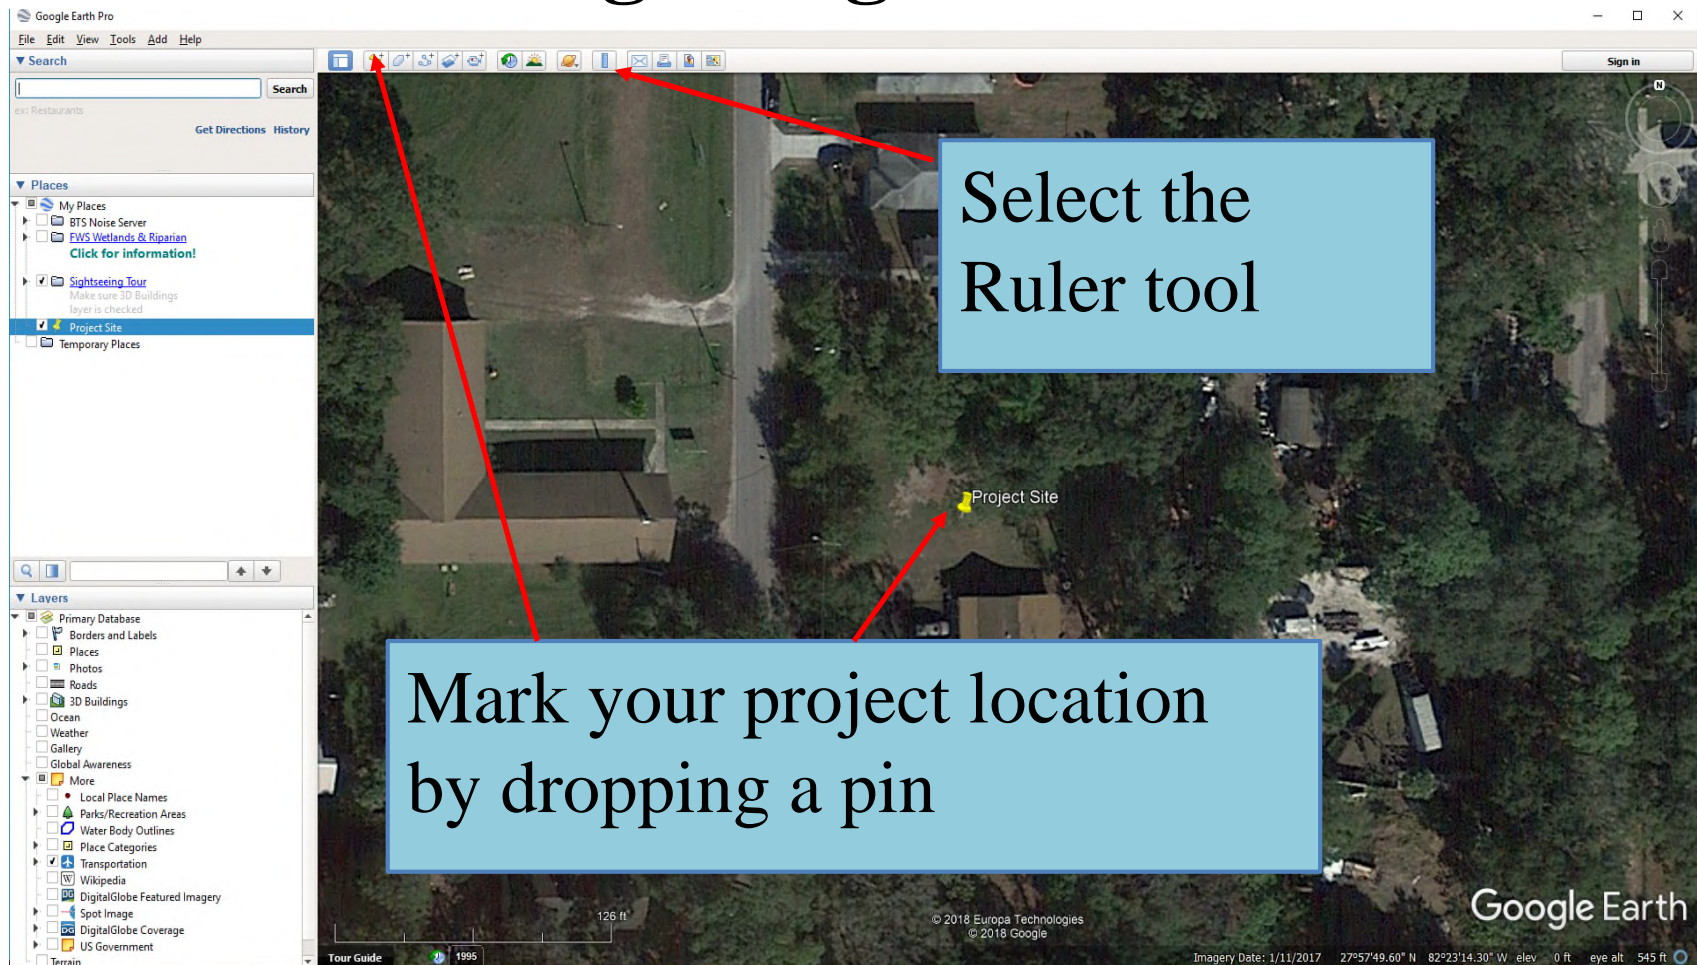 Google Earth Pro
File Edit View Tools Add Help
Search
Sign in
Search
ex: Restaurants
Get Directions History
Places
My Places
BTS Noise Server
FWS Wetlands & Riparian
Click for information!
Sightseeing Tour
Make sure 3D Buildings
layer is checked
Project Site
Temporary Places
Layers
Primary Database
Borders and Labels
Places
Photos
Roads
3D Buildings
Ocean
Weather
Gallery
Global Awareness
More
Local Place Names
Parks/Recreation Areas
Water Body Outlines
Place Categories
Transportation
Wikipedia
DigitalGlobe Featured Imagery
Spot Image
DigitalGlobe Coverage
US Government
Terrain
N
Select the
Ruler tool
Project Site
Mark your project location
by dropping a pin
126 ft
© 2018 Europa Technologies
© 2018 Google
Google Earth
Tour Guide
1995
Imagery Date: 1/11/2017 27°57'49.60" N 82°23'14.30" W elev 0 ft eye alt 545 ft